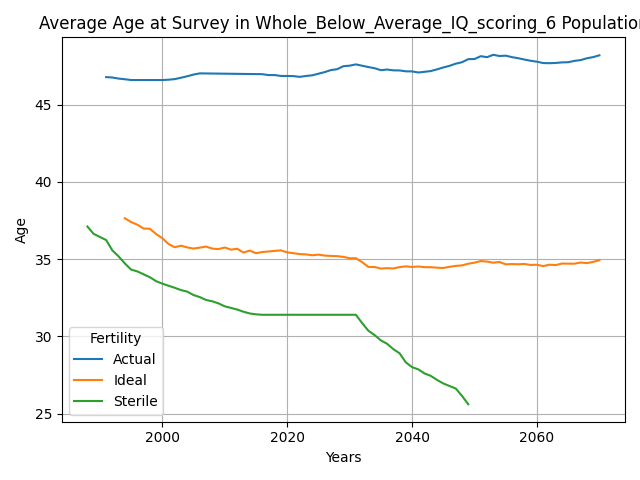 Average Age at Survey in Whole_Below_Average_IQ_scoring_6 Population
45
40
35
30
25
Age
2000
2020
2040
2060
Years
Fertility
Actual
Ideal
Sterile